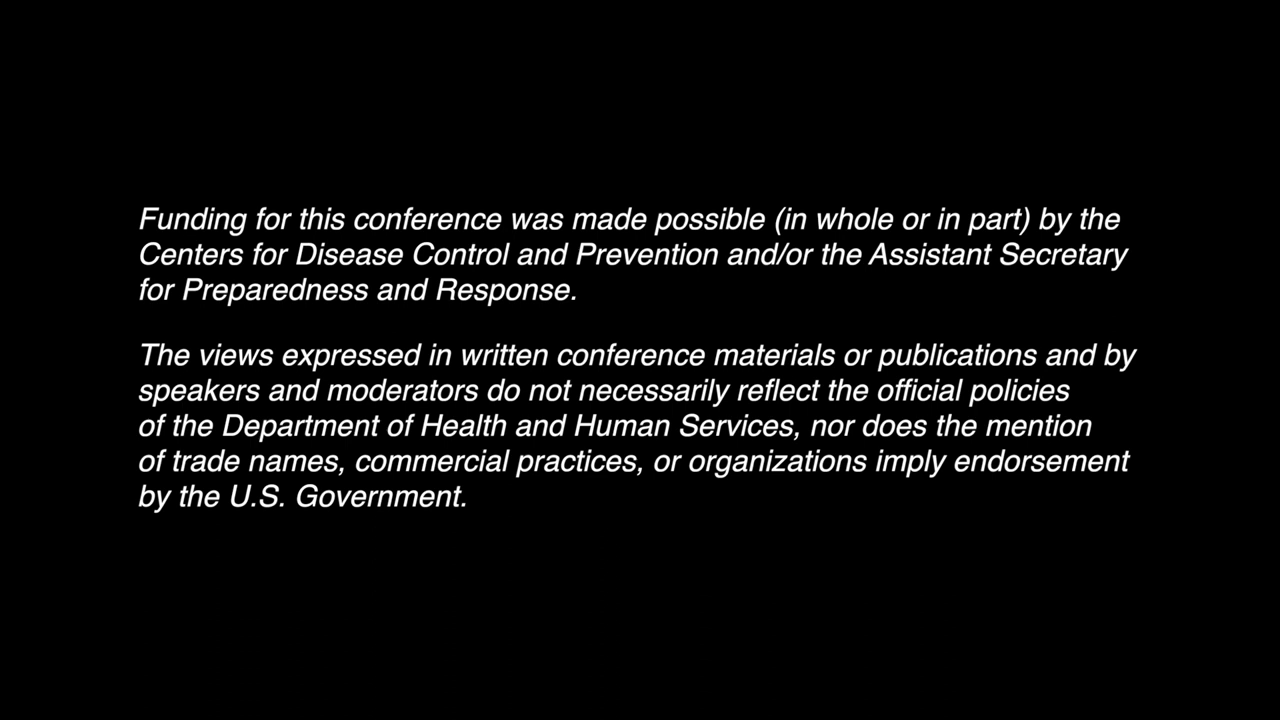 Funding for this conference was made possible (in whole or in part) by the
Centers for Disease Control and Prevention and/or the Assistant Secretary
for Preparedness and Response.
The views expressed in written conference materials or publications and by
speakers and moderators do not necessarily reflect the official policies
of the Department of Health and Human Services, nor does the mention
of trade names, commercial practices, or organizations imply endorsement
by the U.S. Government.